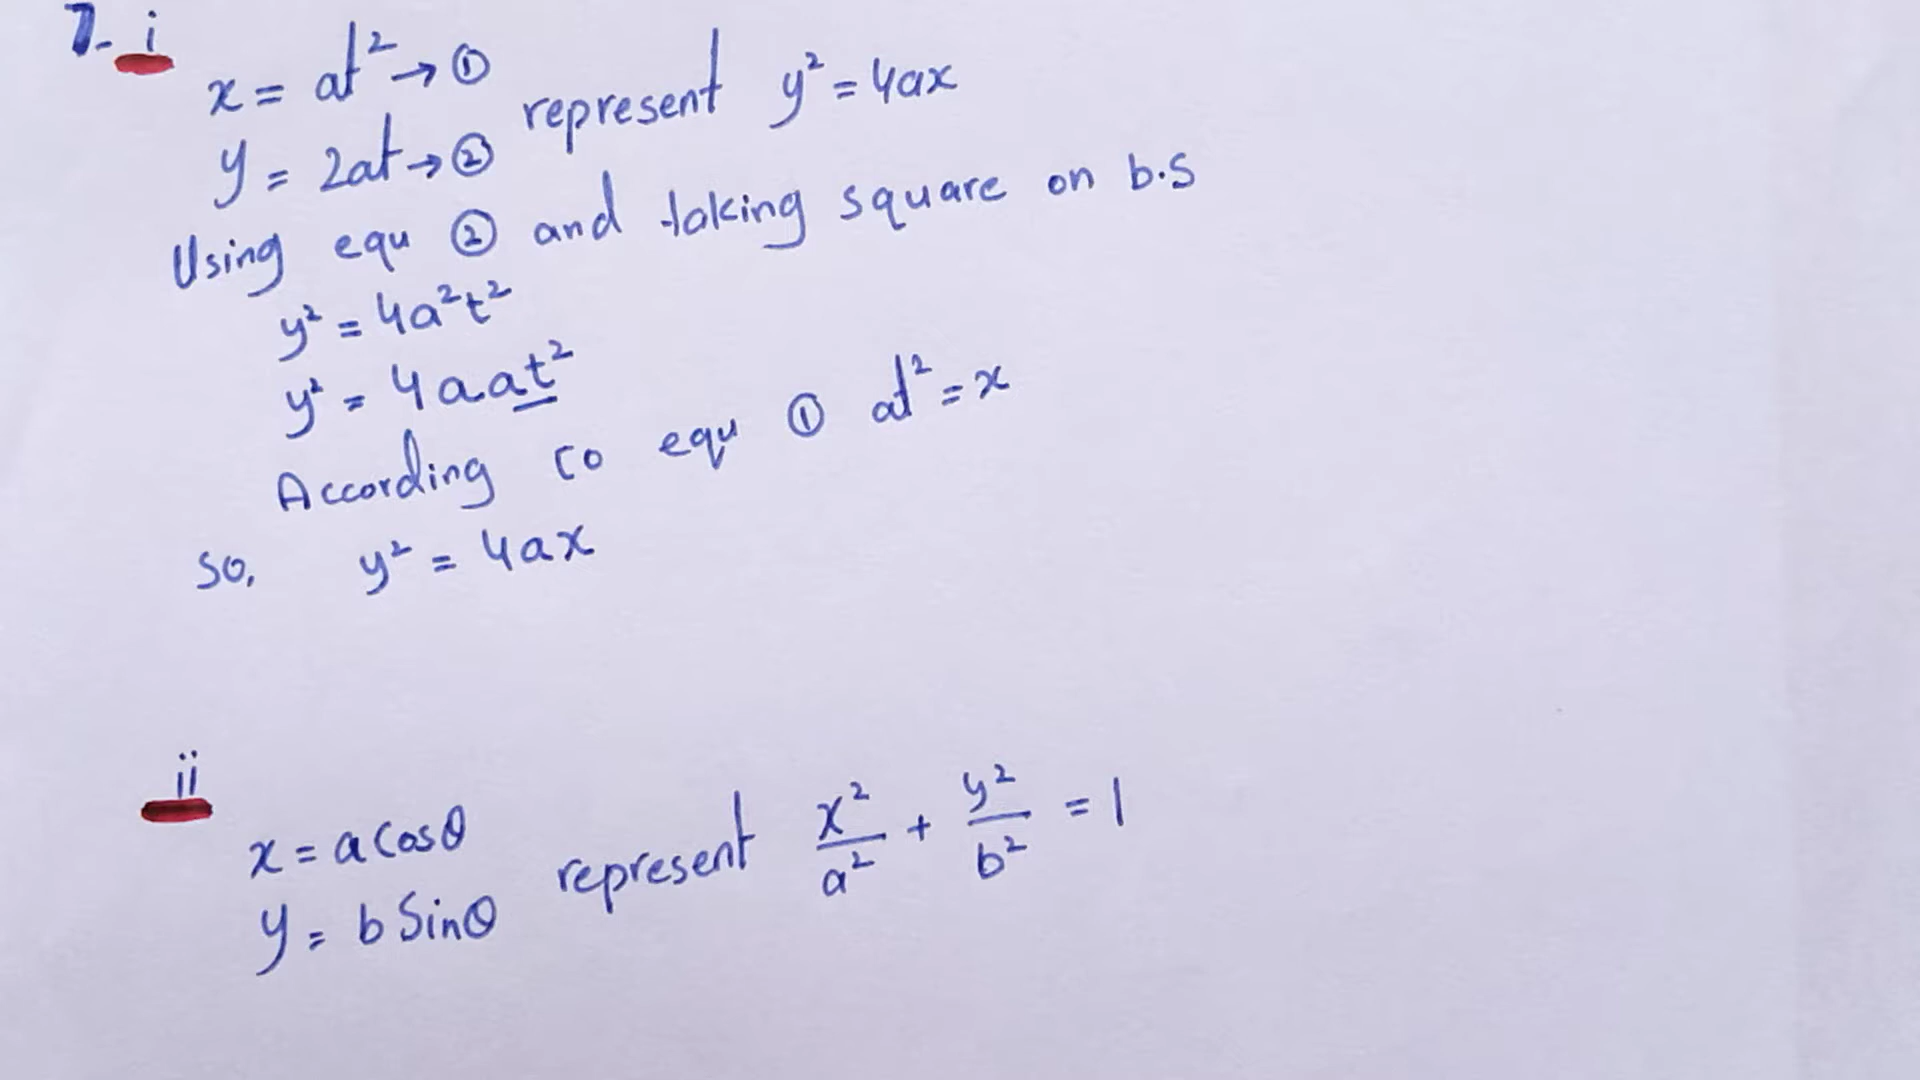 7- i
x = at² → ①
y = 2at → ② represent y² = 4ax
Using equ ② and taking square on b.s
y² = 4a²t²
y² = 4aat²
According to equ ① at² = x
So, y² = 4ax
ii
x = a Cosθ
y = b Sinθ represent x²/a² + y²/b² = 1